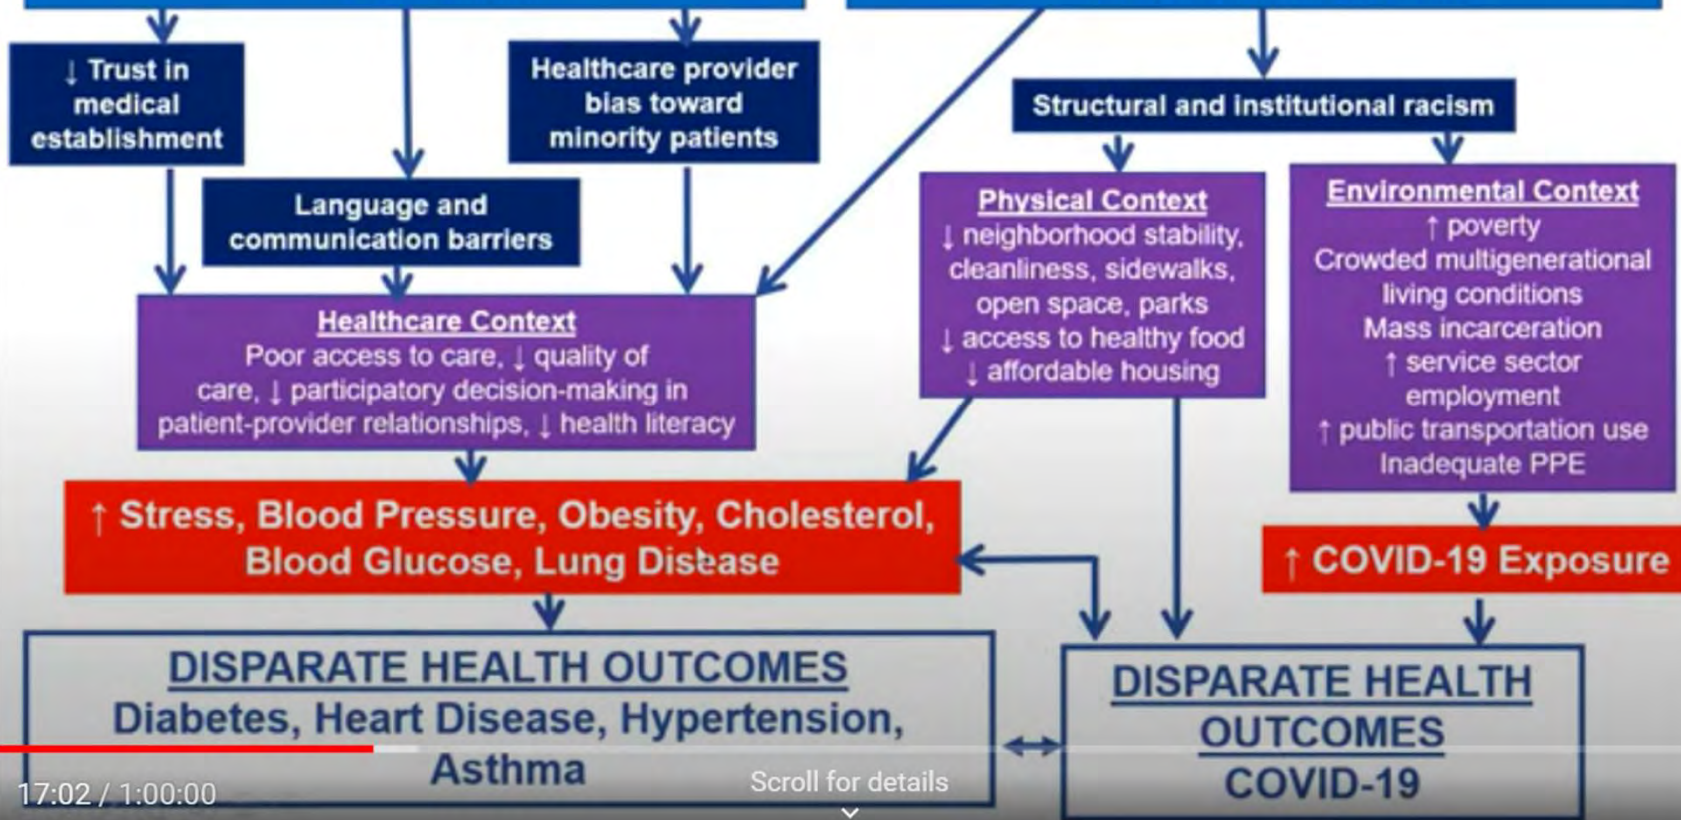 ↓ Trust in
medical
establishment
Healthcare provider
bias toward
minority patients
Structural and institutional racism
Language and
communication barriers
Physical Context
↓ neighborhood stability,
cleanliness, sidewalks,
open space, parks
↓ access to healthy food
↓ affordable housing
Environmental Context
↑ poverty
Crowded multigenerational
living conditions
Mass incarceration
↑ service sector
employment
↑ public transportation use
Inadequate PPE
Healthcare Context
Poor access to care, ↓ quality of
care, ↓ participatory decision-making in
patient-provider relationships, ↓ health literacy
↑ Stress, Blood Pressure, Obesity, Cholesterol,
Blood Glucose, Lung Disease
↑ COVID-19 Exposure
DISPARATE HEALTH OUTCOMES
Diabetes, Heart Disease, Hypertension,
Asthma
DISPARATE HEALTH
OUTCOMES
COVID-19
17:02 / 1:00:00
Scroll for details